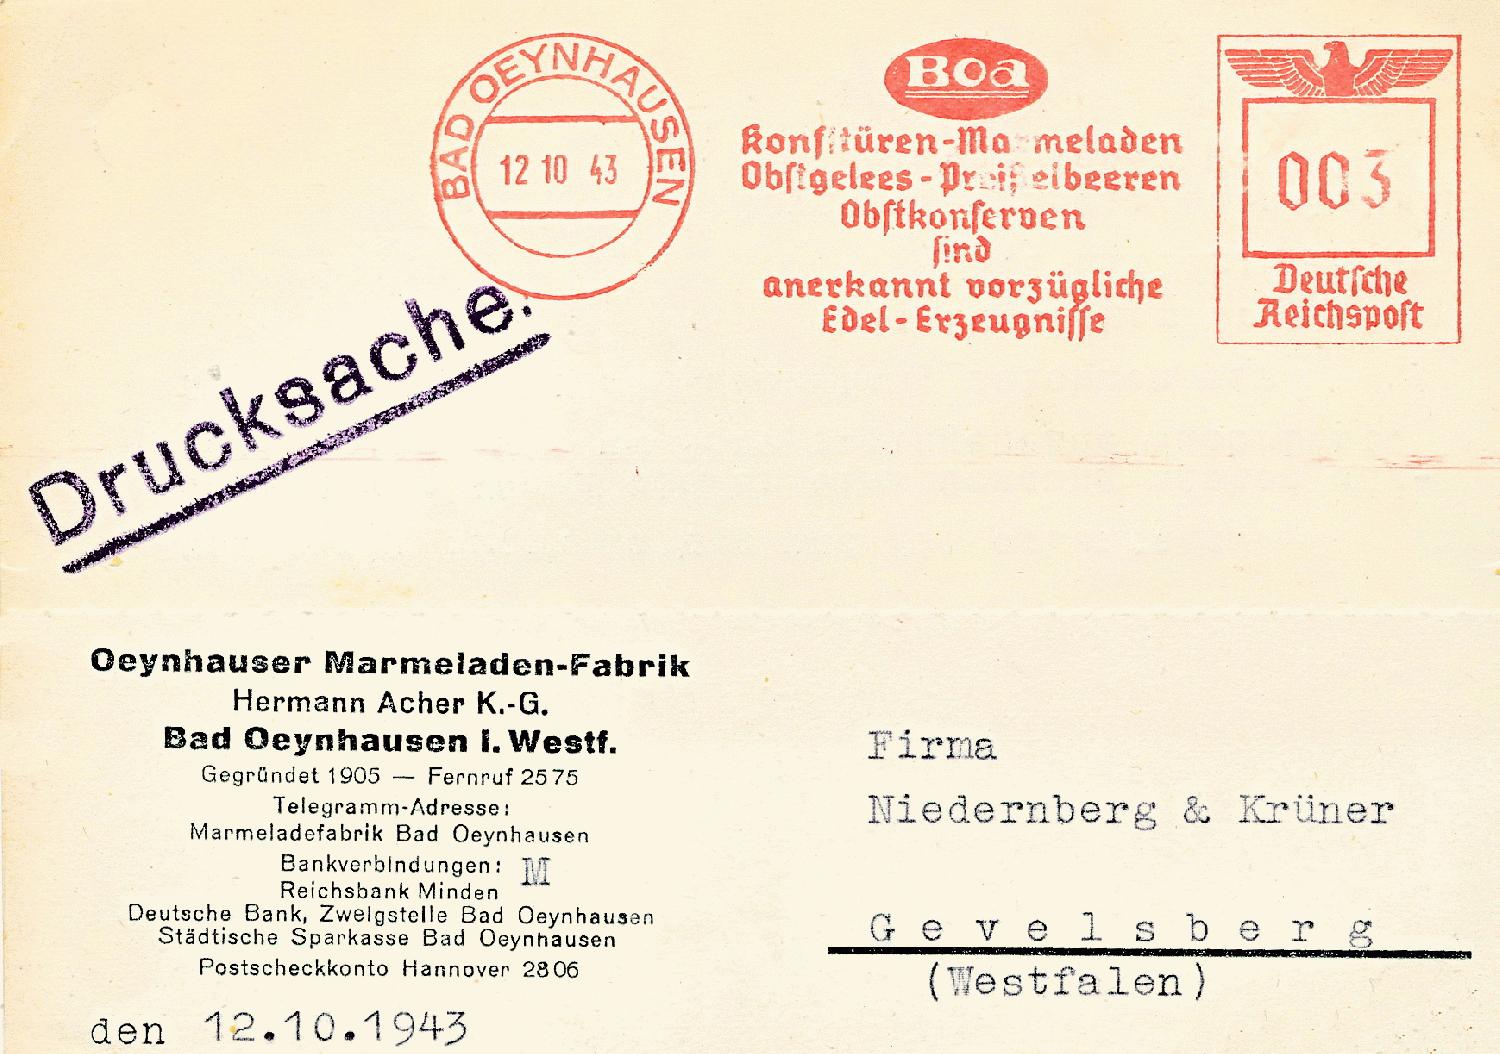 BAD OEYNHAUSEN
12 10 43
Boa
Konfitüren-Marmeladen
Obstgelees-Preißelbeeren
Obstkonserven
sind
anerkannt vorzügliche
Edel-Erzeugnisse
003
Deutsche
Reichspost
Drucksache.
Oeynhauser Marmeladen-Fabrik
Hermann Acher K.-G.
Bad Oeynhausen i. Westf.
Gegründet 1905 — Fernruf 2575
Telegramm-Adresse:
Marmeladefabrik Bad Oeynhausen
Bankverbindungen: M
Reichsbank Minden
Deutsche Bank, Zweigstelle Bad Oeynhausen
Städtische Sparkasse Bad Oeynhausen
Postscheckkonto Hannover 2806
den 12.10.1943
Firma
Niedernberg & Krüner
Gevelsberg
(Westfalen)